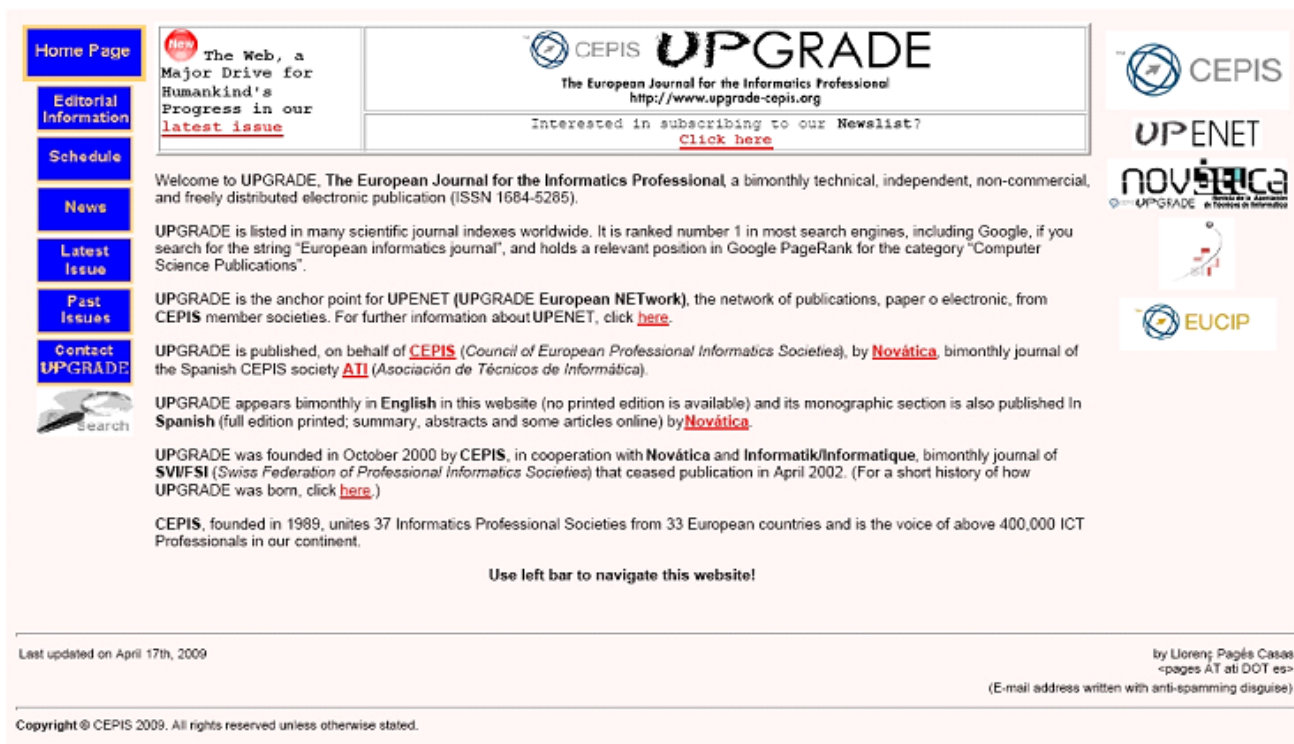 Home Page
Editorial
Information
Schedule
News
Latest
Issue
Past
Issues
Contact
UPGRADE
Search
New The Web, a
Major Drive for
Humankind's
Progress in our
latest issue
CEPIS UPGRADE
The European Journal for the Informatics Professional
http://www.upgrade-cepis.org
Interested in subscribing to our Newslist?
Click here
Welcome to UPGRADE, The European Journal for the Informatics Professional, a bimonthly technical, independent, non-commercial,
and freely distributed electronic publication (ISSN 1684-5285).
UPGRADE is listed in many scientific journal indexes worldwide. It is ranked number 1 in most search engines, including Google, if you
search for the string “European informatics journal”, and holds a relevant position in Google PageRank for the category “Computer
Science Publications”.
UPGRADE is the anchor point for UPENET (UPGRADE European NETwork), the network of publications, paper o electronic, from
CEPIS member societies. For further information about UPENET, click here.
UPGRADE is published, on behalf of CEPIS (Council of European Professional Informatics Societies), by Novática, bimonthly journal of
the Spanish CEPIS society ATI (Asociación de Técnicos de Informática).
UPGRADE appears bimonthly in English in this website (no printed edition is available) and its monographic section is also published In
Spanish (full edition printed; summary, abstracts and some articles online) by Novática.
UPGRADE was founded in October 2000 by CEPIS, in cooperation with Novática and Informatik/Informatique, bimonthly journal of
SVI/FSI (Swiss Federation of Professional Informatics Societies) that ceased publication in April 2002. (For a short history of how
UPGRADE was born, click here.)
CEPIS, founded in 1989, unites 37 Informatics Professional Societies from 33 European countries and is the voice of above 400,000 ICT
Professionals in our continent.
Use left bar to navigate this website!
CEPIS
UPENET
novática
CEPIS UPGRADE
Revista de la Asociación
de Técnicos de Informática
EUCIP
Last updated on April 17th, 2009
by Llorenç Pagés Casas
<pages AT ati DOT es>
(E-mail address written with anti-spamming disguise)
Copyright © CEPIS 2009. All rights reserved unless otherwise stated.